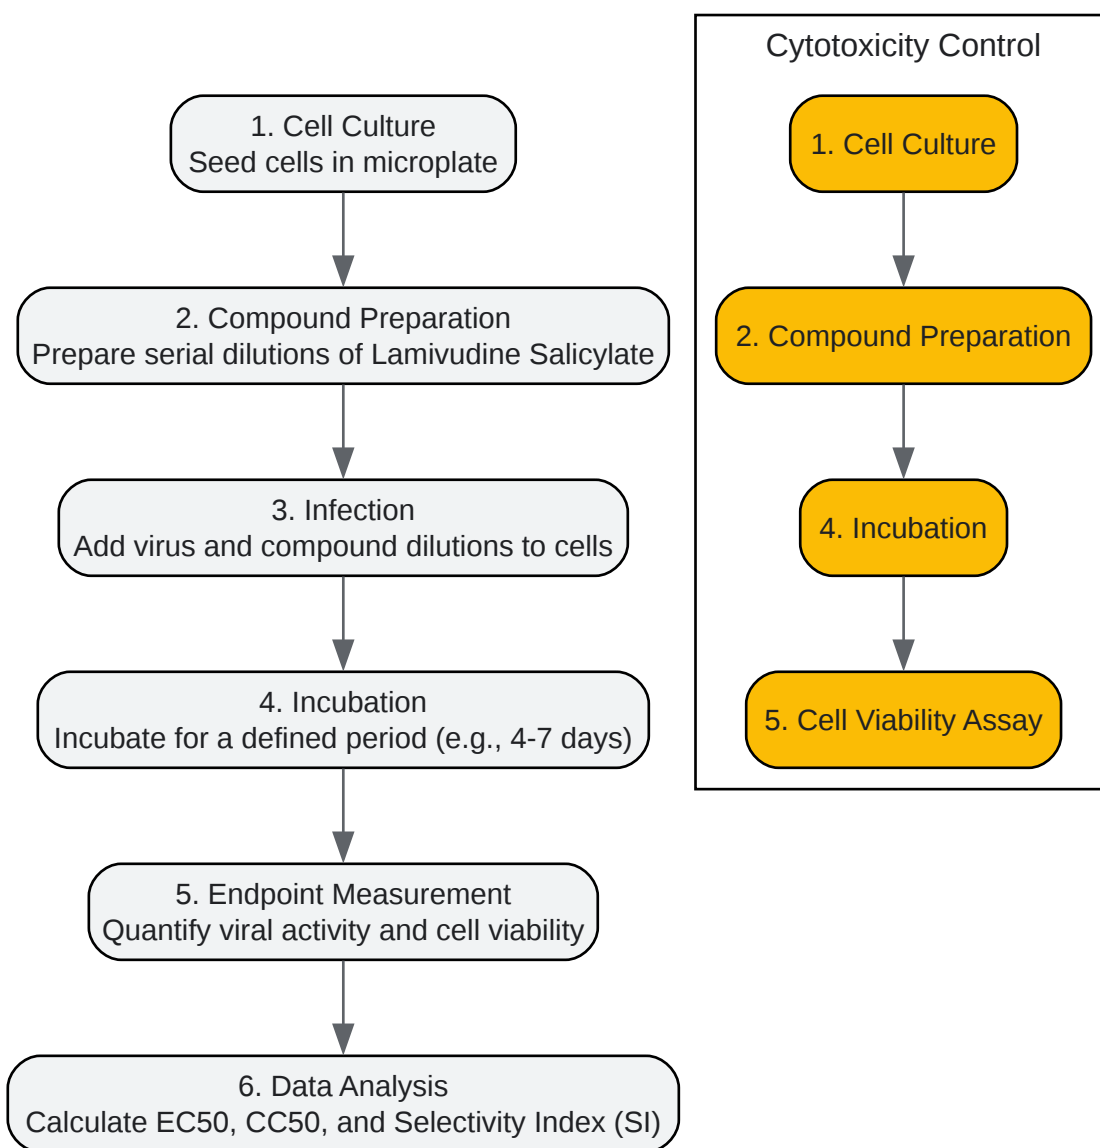 1. Cell Culture
Seed cells in microplate
2. Compound Preparation
Prepare serial dilutions of Lamivudine Salicylate
3. Infection
Add virus and compound dilutions to cells
4. Incubation
Incubate for a defined period (e.g., 4-7 days)
5. Endpoint Measurement
Quantify viral activity and cell viability
6. Data Analysis
Calculate EC50, CC50, and Selectivity Index (SI)
Cytotoxicity Control
1. Cell Culture
2. Compound Preparation
4. Incubation
5. Cell Viability Assay